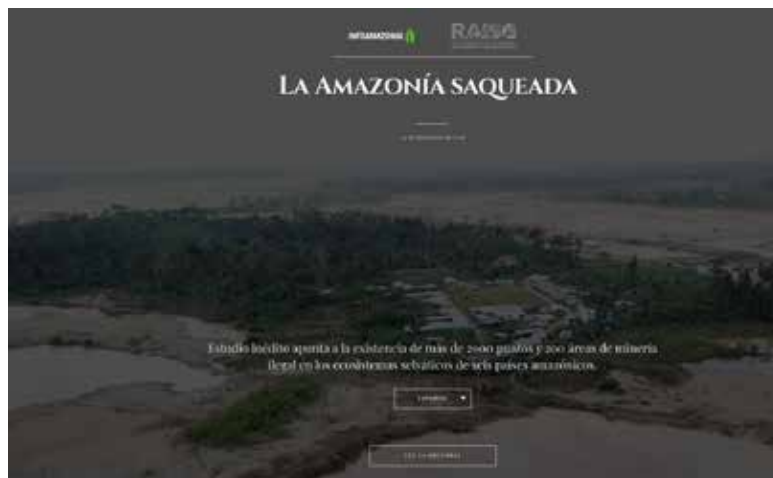 INFOAMAZONIA
RAISG
LA AMAZONÍA SAQUEADA
Estudio inédito apunta a la existencia de más de 2000 puntos y 200 áreas de minería
ilegal en los ecosistemas selváticos de seis países amazónicos.